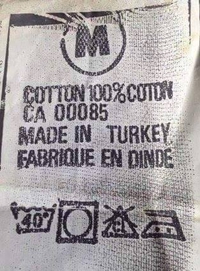 M
COTTON 100% COTON
CA 00085
MADE IN TURKEY
FABRIQUE EN DINDE
40°